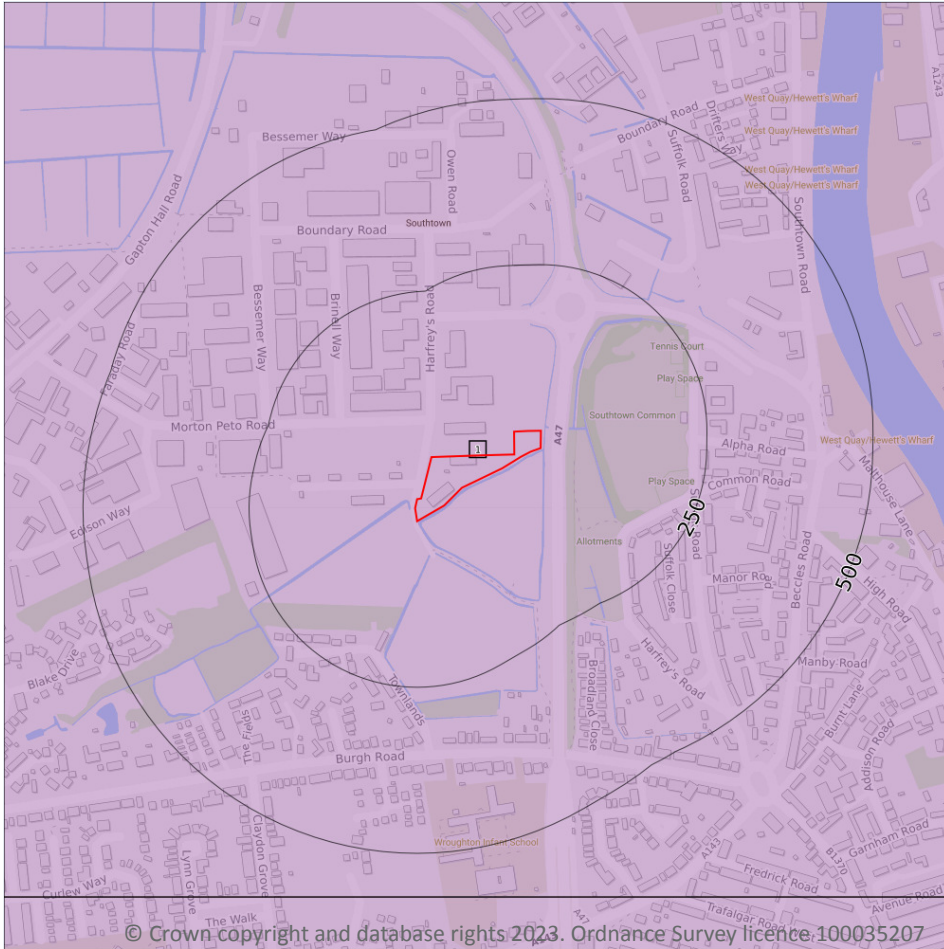 A1243
West Quay/Hewett's Wharf
Boundary Road
Drifters Way
Bessemer Way
West Quay/Hewett's Wharf
Suffolk Road
Owen Road
West Quay/Hewett's Wharf
West Quay/Hewett's Wharf
Gapton Hall Road
Southtown
Southtown Road
Boundary Road
Bessemer Way
Brinell Way
Harfrey's Road
Faraday Road
Tennis Court
Play Space
Southtown Common
Morton Peto Road
A47
West Quay/Hewett's Wharf
1
Alpha Road
Malthouse Lane
Play Space
Common Road
Edison Way
250
Road
Allotments
Beccles Road
500
Suffolk Close
Manor Road
High Road
Blake Drive
Harfrey's Road
Manby Road
Townlands
Broadland Close
Burnt Lane
Thurne Fields
Addison Road
Burgh Road
Wroughton Infant School
Claydon Grove
A143
B1370
Garnham Road
Lynn Grove
Curlew Way
Fredrick Road
Avenue Road
The Walk
A47
Trafalgar Road
© Crown copyright and database rights 2023. Ordnance Survey licence 100035207